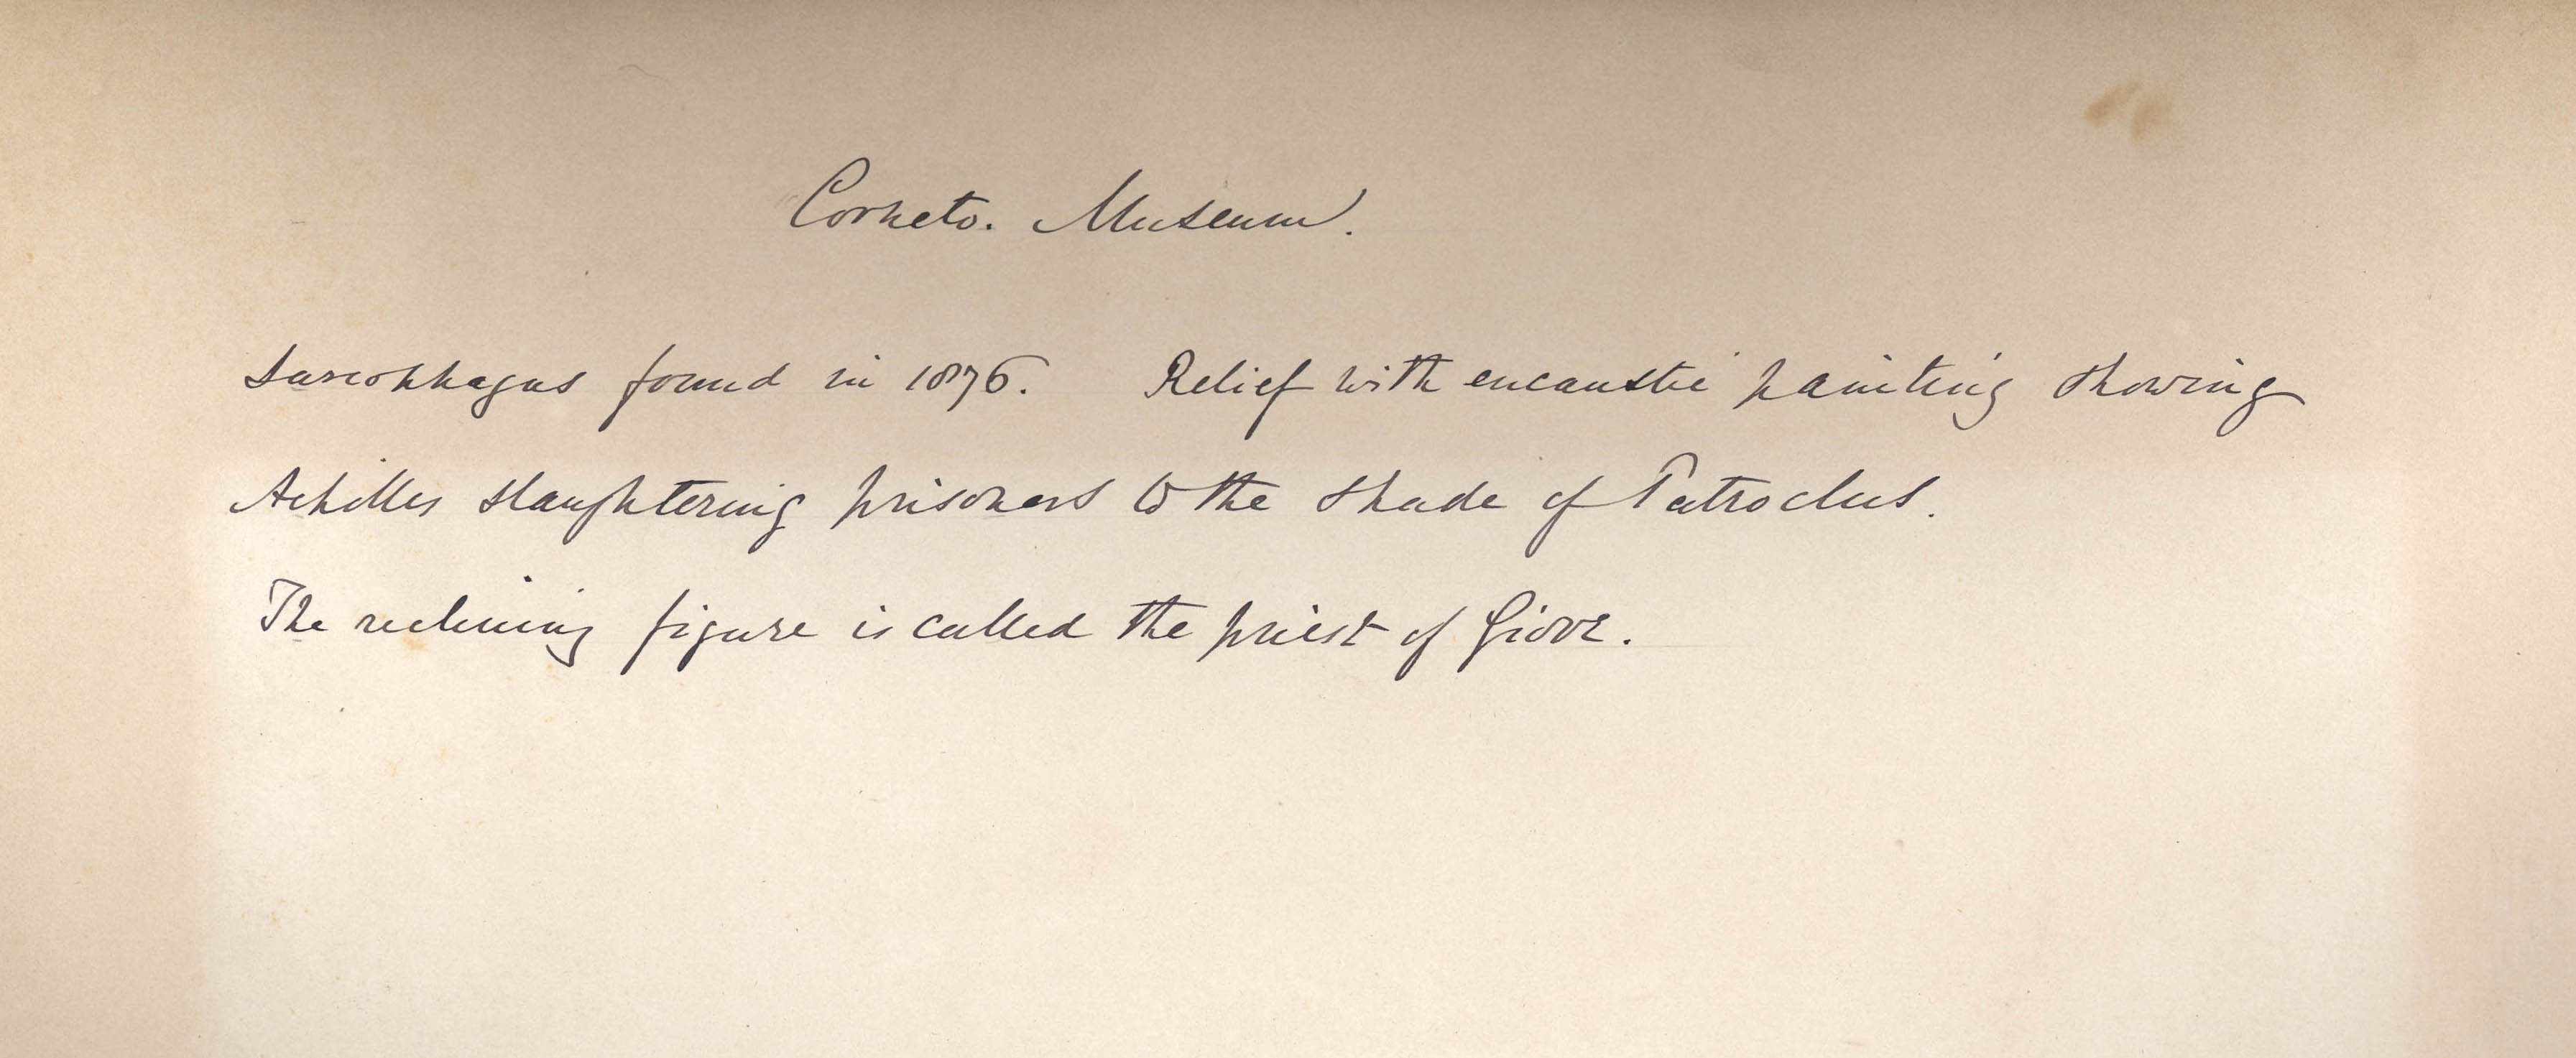 Corneto. Museum.
Sarcophagus found in 1876. Relief with encaustic painting showing
Achilles slaughtering prisoners to the shade of Patroclus.
The reclining figure is called the priest of Giove.